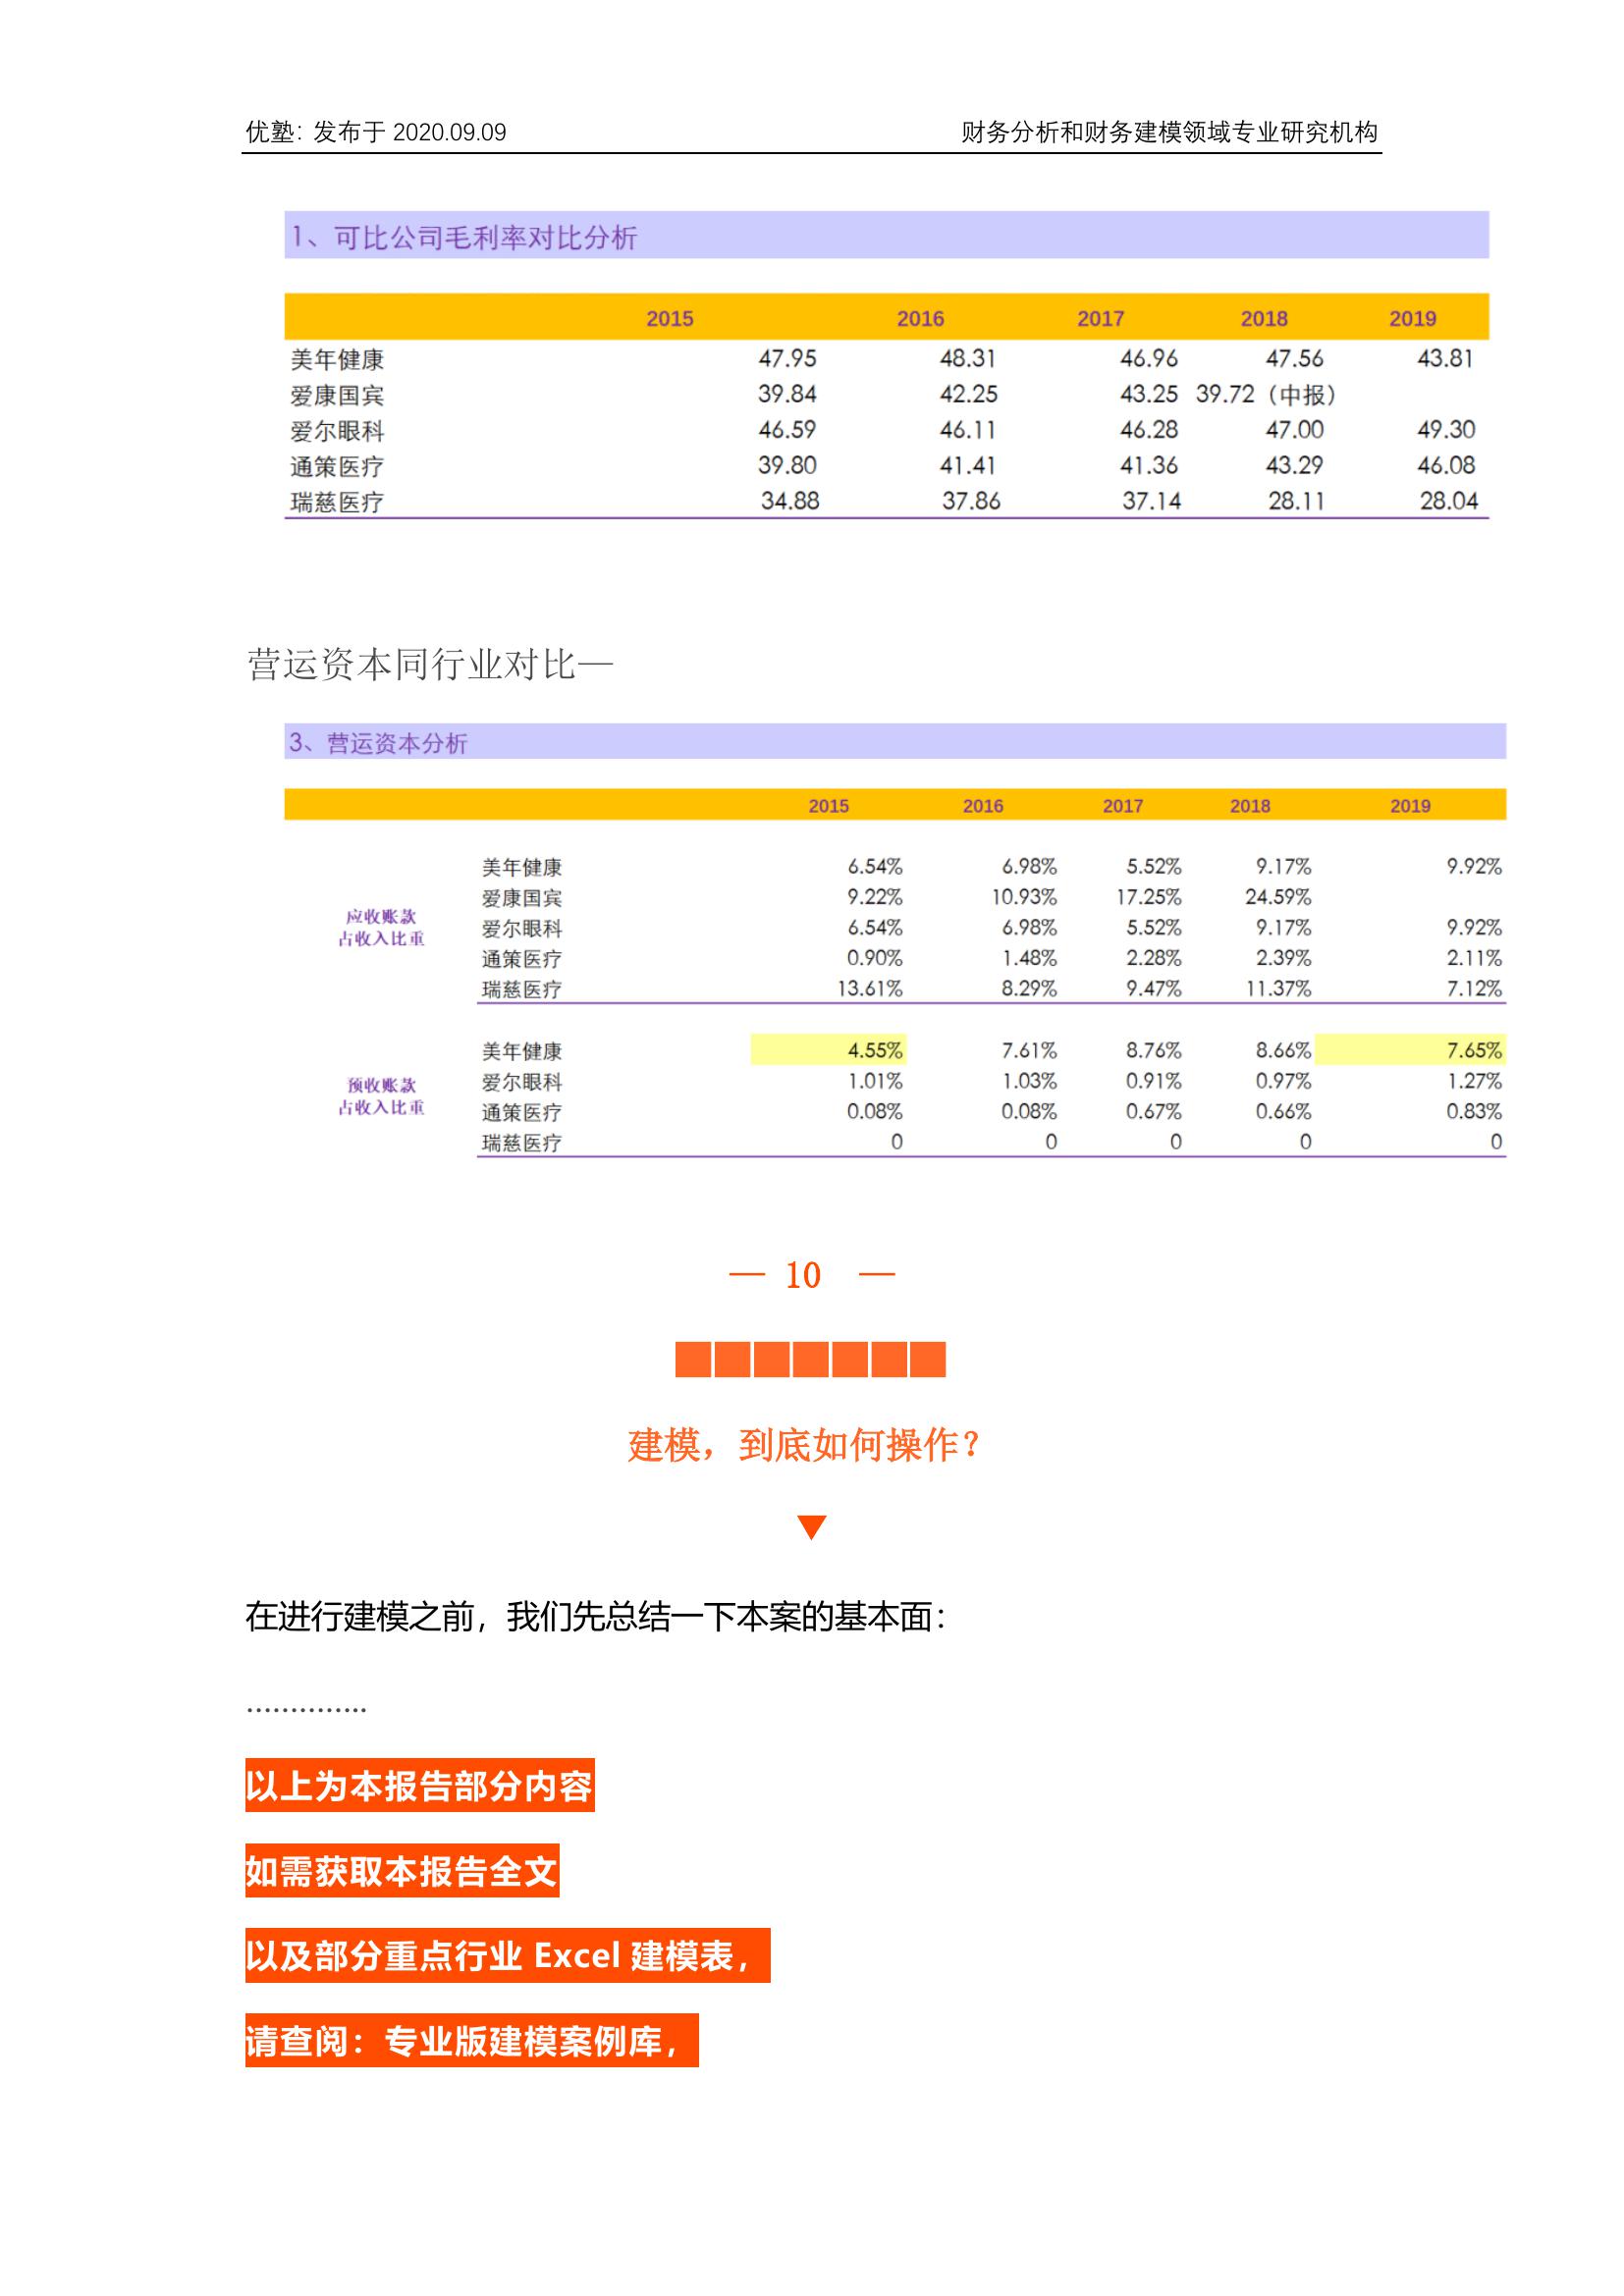 优塾：发布于 2020.09.09 财务分析和财务建模领域专业研究机构
1、可比公司毛利率对比分析
2015 2016 2017 2018 2019
美年健康 47.95 48.31 46.96 47.56 43.81
爱康国宾 39.84 42.25 43.25 39.72（中报）
爱尔眼科 46.59 46.11 46.28 47.00 49.30
通策医疗 39.80 41.41 41.36 43.29 46.08
瑞慈医疗 34.88 37.86 37.14 28.11 28.04
营运资本同行业对比—
3、营运资本分析
2015 2016 2017 2018 2019
应收账款
占收入比重
美年健康 6.54% 6.98% 5.52% 9.17% 9.92%
爱康国宾 9.22% 10.93% 17.25% 24.59%
爱尔眼科 6.54% 6.98% 5.52% 9.17% 9.92%
通策医疗 0.90% 1.48% 2.28% 2.39% 2.11%
瑞慈医疗 13.61% 8.29% 9.47% 11.37% 7.12%
预收账款
占收入比重
美年健康 4.55% 7.61% 8.76% 8.66% 7.65%
爱尔眼科 1.01% 1.03% 0.91% 0.97% 1.27%
通策医疗 0.08% 0.08% 0.67% 0.66% 0.83%
瑞慈医疗 0 0 0 0 0
— 10 —
建模，到底如何操作？
在进行建模之前，我们先总结一下本案的基本面：
..............
以上为本报告部分内容
如需获取本报告全文
以及部分重点行业 Excel 建模表，
请查阅：专业版建模案例库，